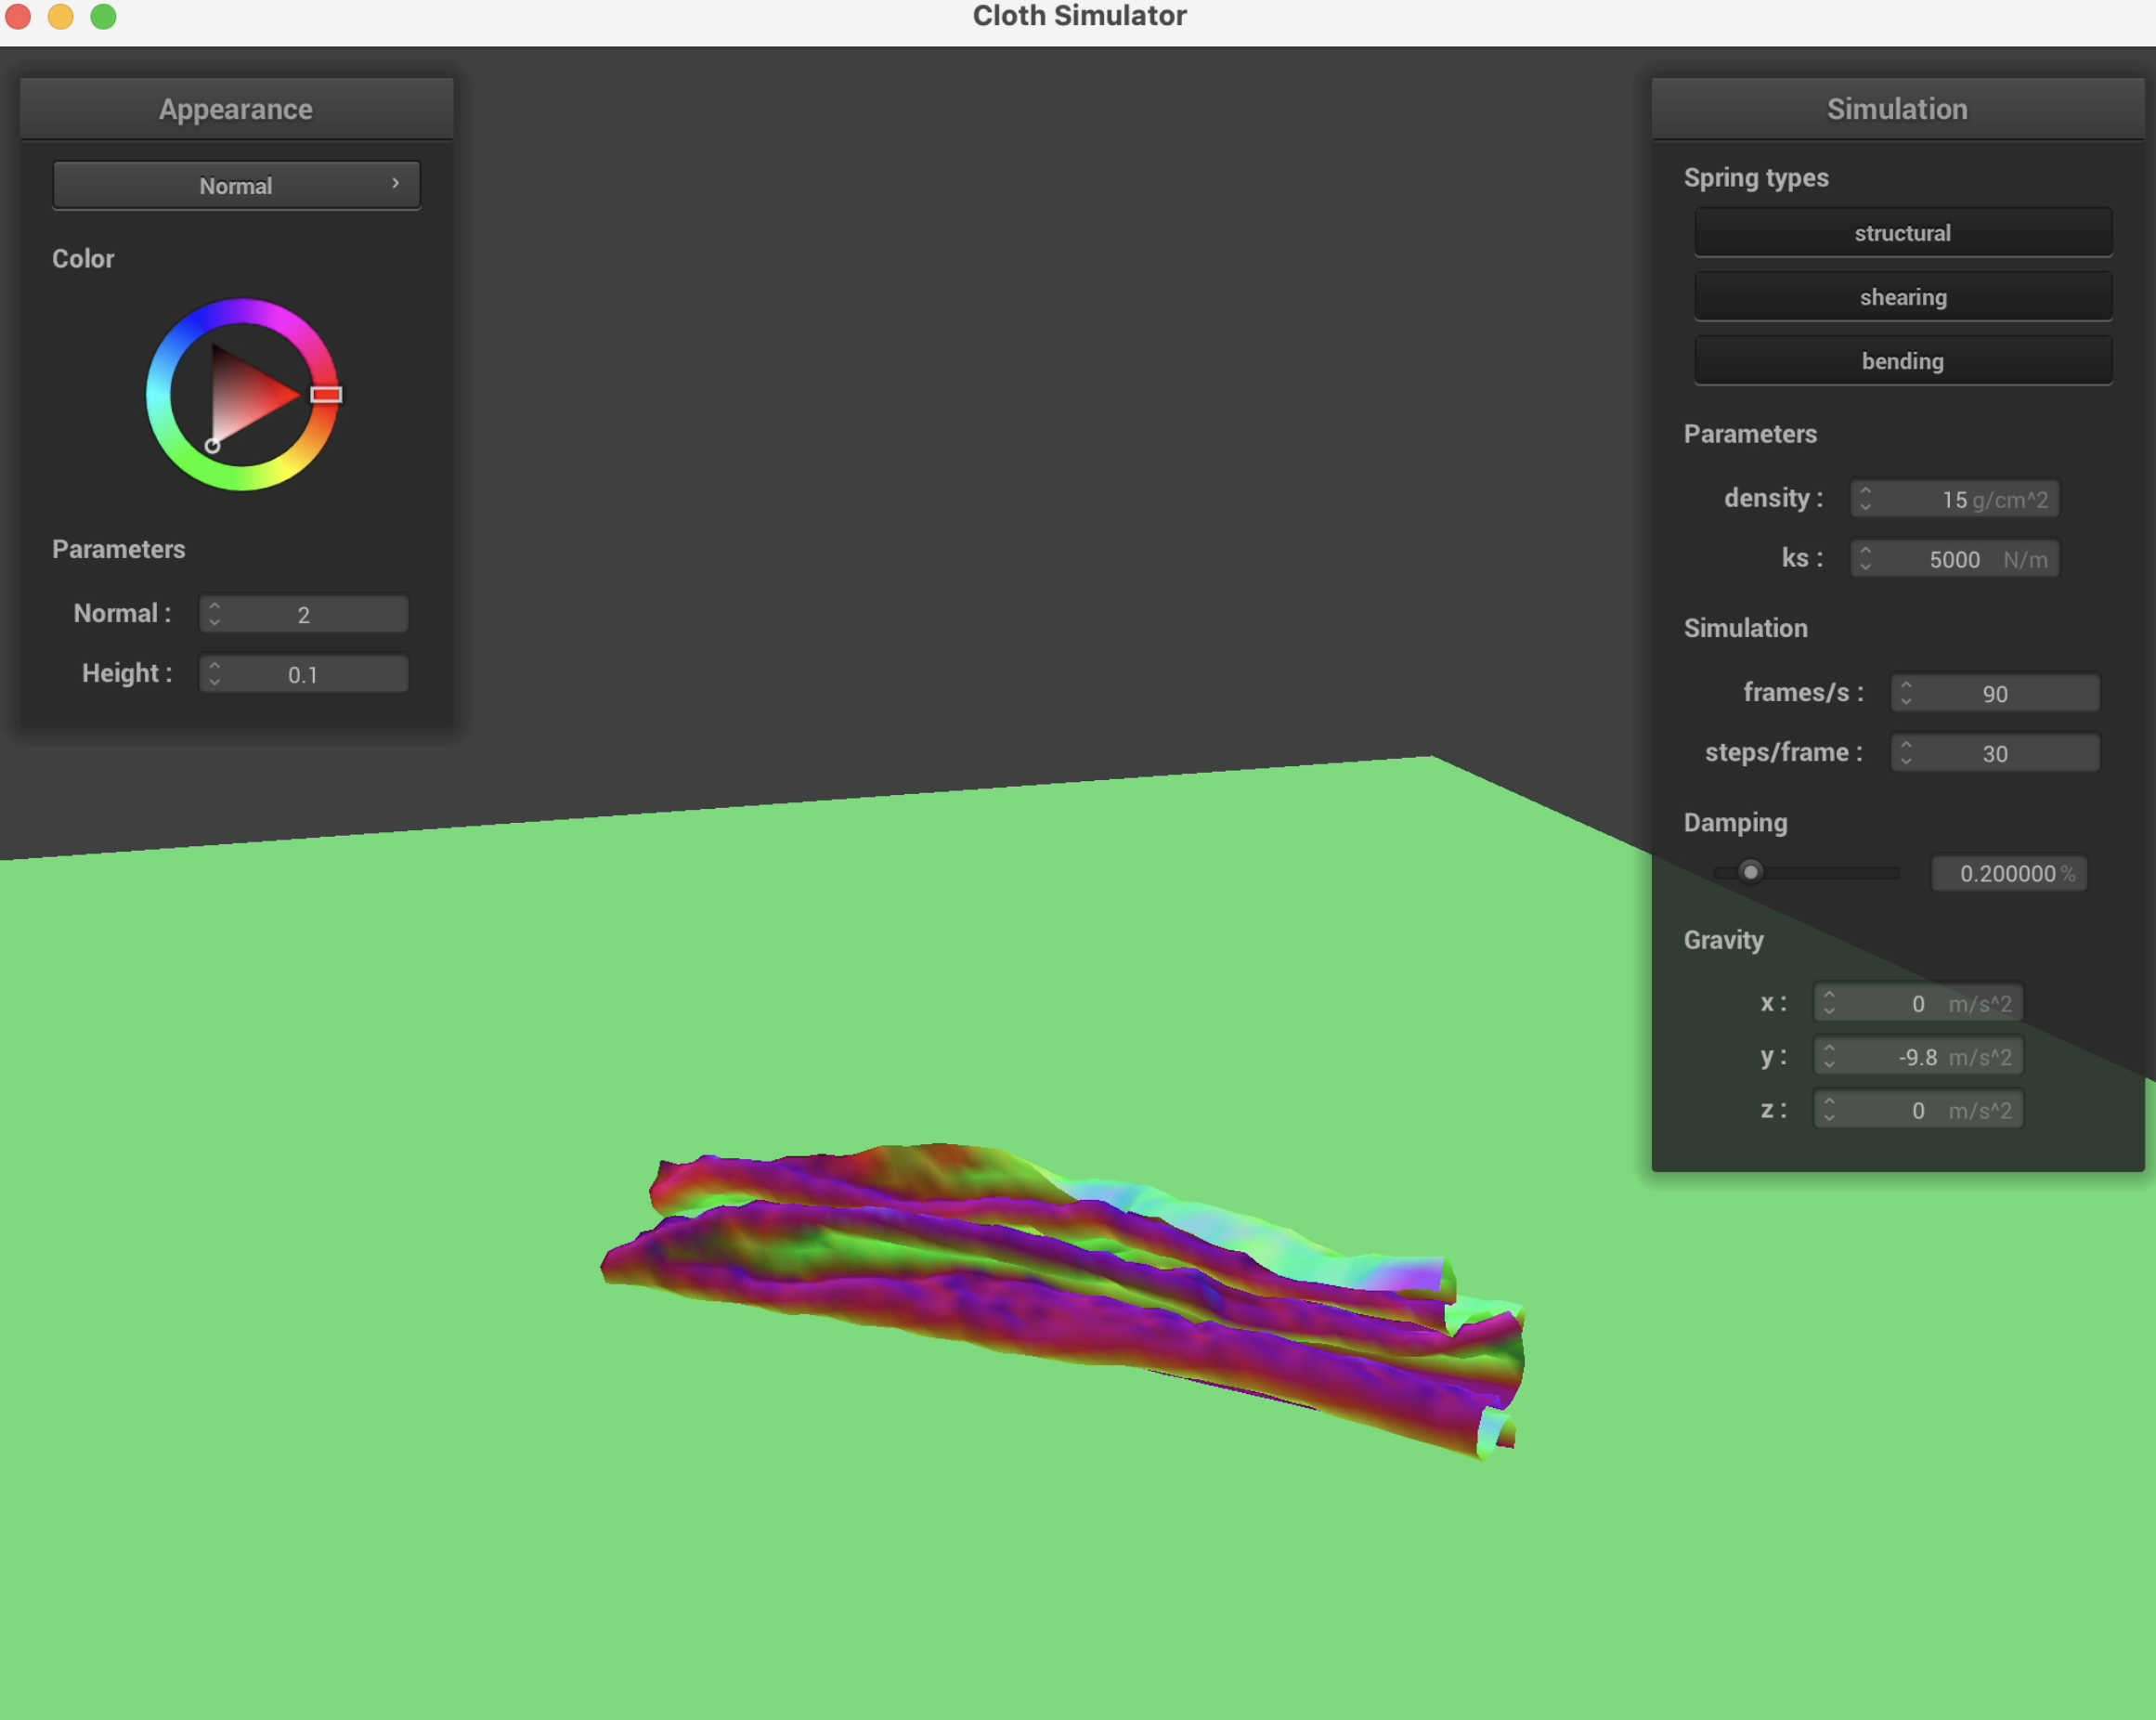 Cloth Simulator
Appearance
Normal
Color
Parameters
Normal : 2
Height : 0.1
Simulation
Spring types
structural
shearing
bending
Parameters
density : 15 g/cm^2
ks : 5000 N/m
Simulation
frames/s : 90
steps/frame : 30
Damping
0.200000 %
Gravity
x : 0 m/s^2
y : -9.8 m/s^2
z : 0 m/s^2